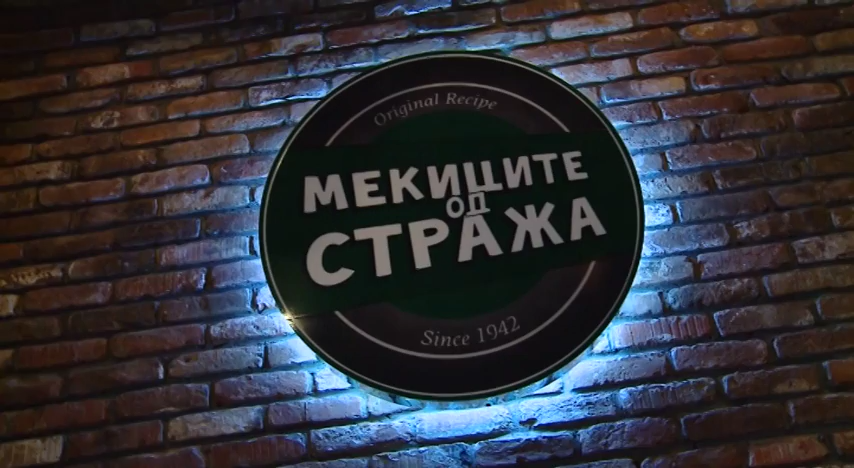 Original Recipe
МЕКИЦИТЕ
ОД
СТРАЖА
Since 1942